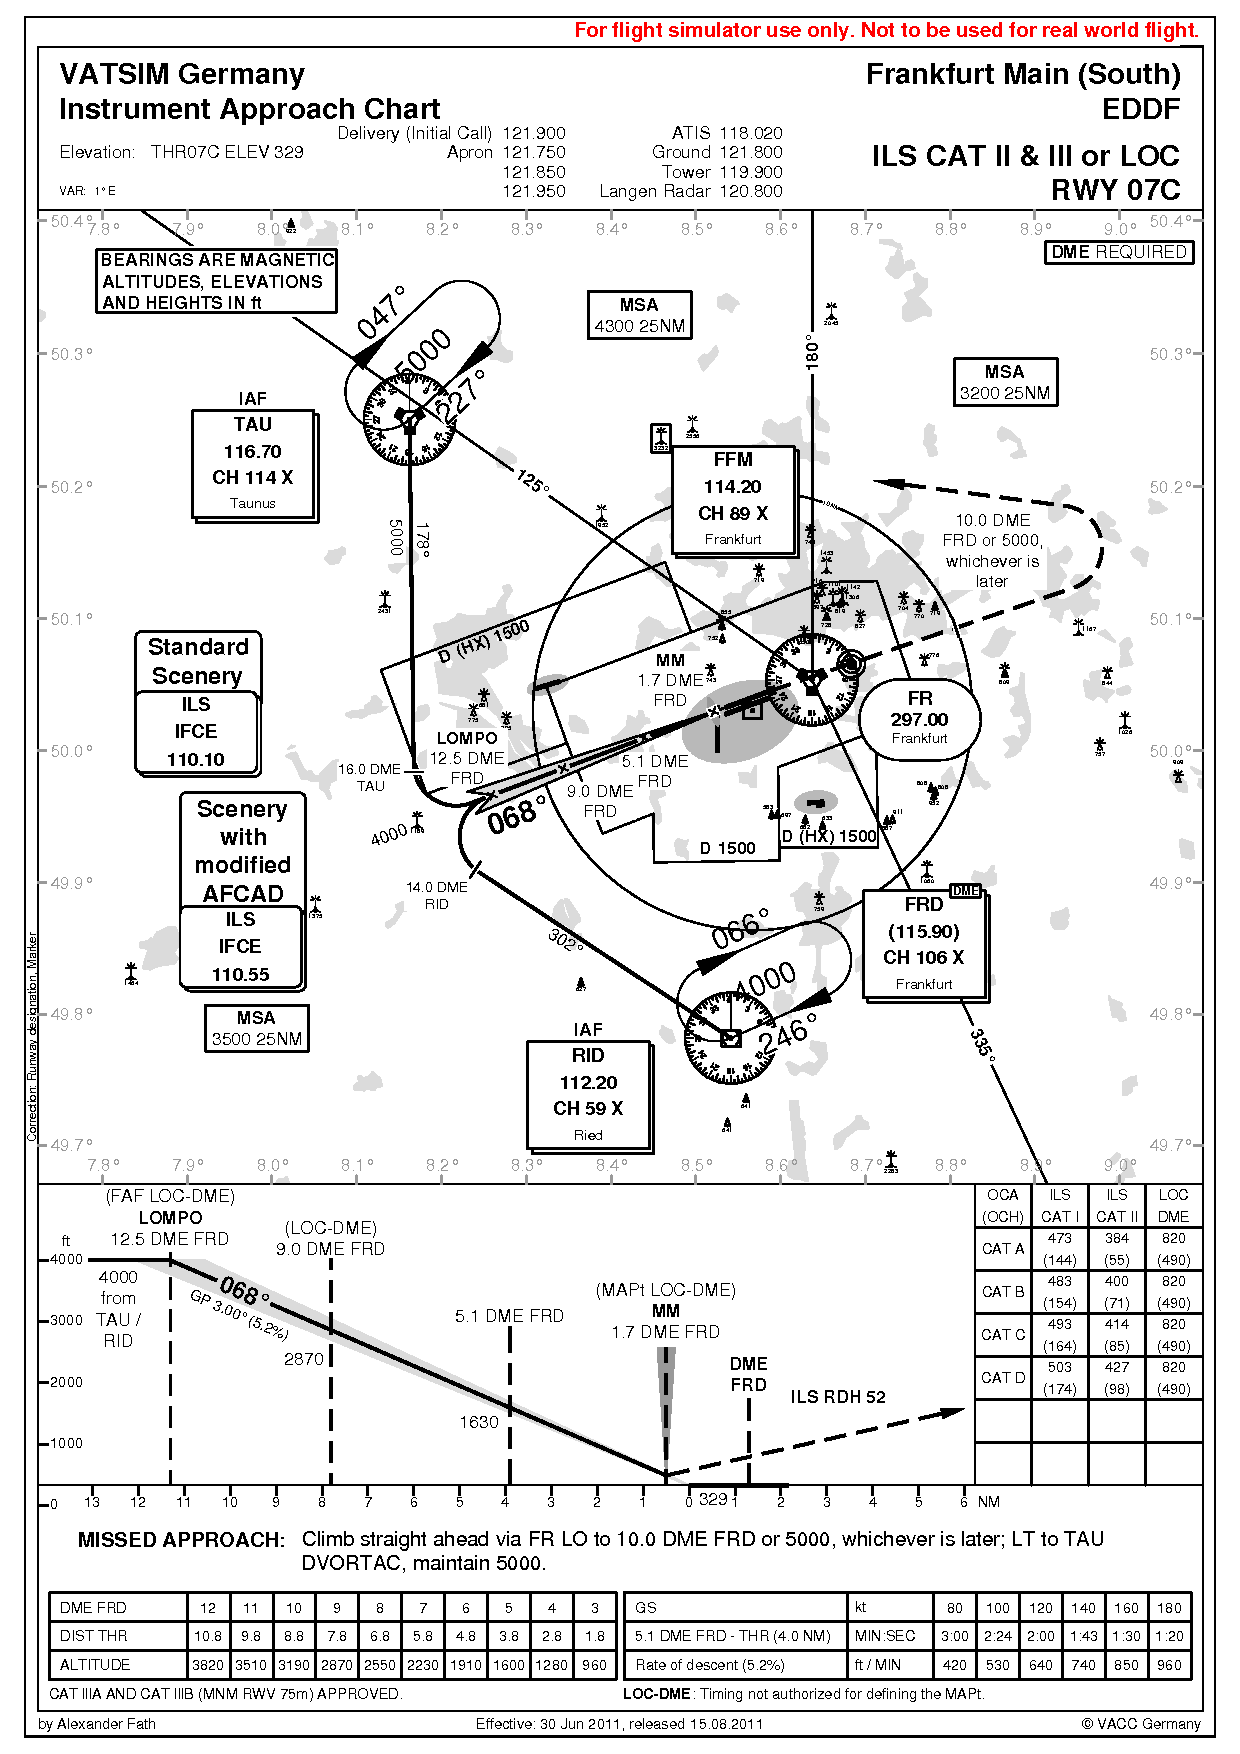 For flight simulator use only. Not to be used for real world flight.
VATSIM Germany
Instrument Approach Chart
Frankfurt Main (South)
EDDF
Delivery (Initial Call) 121.900
ATIS 118.020
Elevation: THR07C ELEV 329
Apron 121.750
Ground 121.800
121.850
Tower 119.900
121.950
Langen Radar 120.800
VAR: 1° E
ILS CAT II & III or LOC
RWY 07C
50.4° 50.4°
7.8° 7.9° 8.0° 8.1° 8.2° 8.3° 8.4° 8.5° 8.6° 8.7° 8.8° 8.9° 9.0°
BEARINGS ARE MAGNETIC
ALTITUDES, ELEVATIONS
AND HEIGHTS IN ft
DME REQUIRED
MSA
4300 25NM
MSA
3200 25NM
50.3° 50.3°
047°
5000
227°
180°
IAF
TAU
116.70
CH 114 X
Taunus
FFM
114.20
CH 89 X
Frankfurt
125°
50.2° 50.2°
10.0 DME
FRD or 5000,
whichever is
later
5000
178°
50.1° 50.1°
D (HX) 1500
Standard
Scenery
ILS
IFCE
110.10
MM
1.7 DME
FRD
FR
297.00
Frankfurt
LOMPO
12.5 DME
FRD
16.0 DME
TAU
5.1 DME
FRD
9.0 DME
FRD
50.0° 50.0°
068°
4000
Scenery
with
modified
AFCAD
ILS
IFCE
110.55
D 1500
D (HX) 1500
14.0 DME
RID
49.9° 49.9°
302°
066°
4000
246°
DME
FRD
(115.90)
CH 106 X
Frankfurt
MSA
3500 25NM
49.8° 49.8°
335°
IAF
RID
112.20
CH 59 X
Ried
49.7° 49.7°
7.8° 7.9° 8.0° 8.1° 8.2° 8.3° 8.4° 8.5° 8.6° 8.7° 8.8° 8.9° 9.0°
Correction: Runway designation, Marker
(FAF LOC-DME)
LOMPO
12.5 DME FRD
(LOC-DME)
9.0 DME FRD
ft
4000
3000
2000
1000
0
4000
from
TAU /
RID
068°
GP 3.00° (5.2%)
2870
5.1 DME FRD
1630
(MAPt LOC-DME)
MM
1.7 DME FRD
DME
FRD
ILS RDH 52
329
13 12 11 10 9 8 7 6 5 4 3 2 1 0 1 2 3 4 5 6 NM
OCA ILS ILS LOC
(OCH) CAT I CAT II DME
CAT A 473 384 820
(144) (55) (490)
CAT B 483 400 820
(154) (71) (490)
CAT C 493 414 820
(164) (85) (490)
CAT D 503 427 820
(174) (98) (490)
MISSED APPROACH: Climb straight ahead via FR LO to 10.0 DME FRD or 5000, whichever is later; LT to TAU
DVORTAC, maintain 5000.
DME FRD 12 11 10 9 8 7 6 5 4 3
DIST THR 10.8 9.8 8.8 7.8 6.8 5.8 4.8 3.8 2.8 1.8
ALTITUDE 3820 3510 3190 2870 2550 2230 1910 1600 1280 960
GS kt 80 100 120 140 160 180
5.1 DME FRD - THR (4.0 NM) MIN:SEC 3:00 2:24 2:00 1:43 1:30 1:20
Rate of descent (5.2%) ft / MIN 420 530 640 740 850 960
CAT IIIA AND CAT IIIB (MNM RWV 75m) APPROVED.
LOC-DME: Timing not authorized for defining the MAPt.
by Alexander Fath
Effective: 30 Jun 2011, released 15.08.2011
© VACC Germany